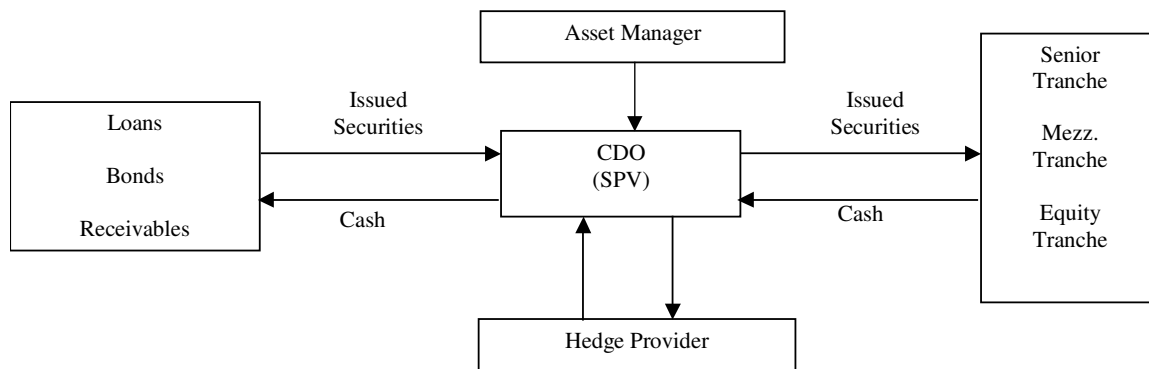 Asset Manager
Loans
Bonds
Receivables
Issued
Securities
Cash
CDO
(SPV)
Issued
Securities
Cash
Senior
Tranche
Mezz.
Tranche
Equity
Tranche
Hedge Provider